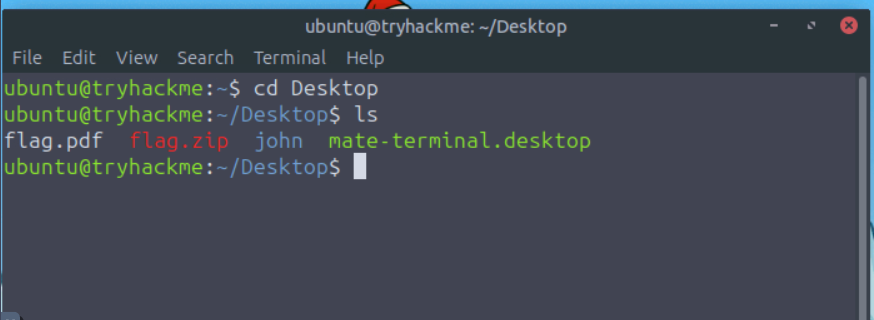 ubuntu@tryhackme: ~/Desktop
File Edit View Search Terminal Help
ubuntu@tryhackme:~$ cd Desktop
ubuntu@tryhackme:~/Desktop$ ls
flag.pdf flag.zip john mate-terminal.desktop
ubuntu@tryhackme:~/Desktop$